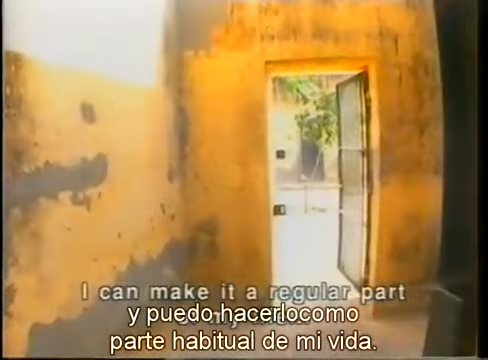 I can make it a regular part
y puedo hacerlocomo
parte habitual de mi vida.